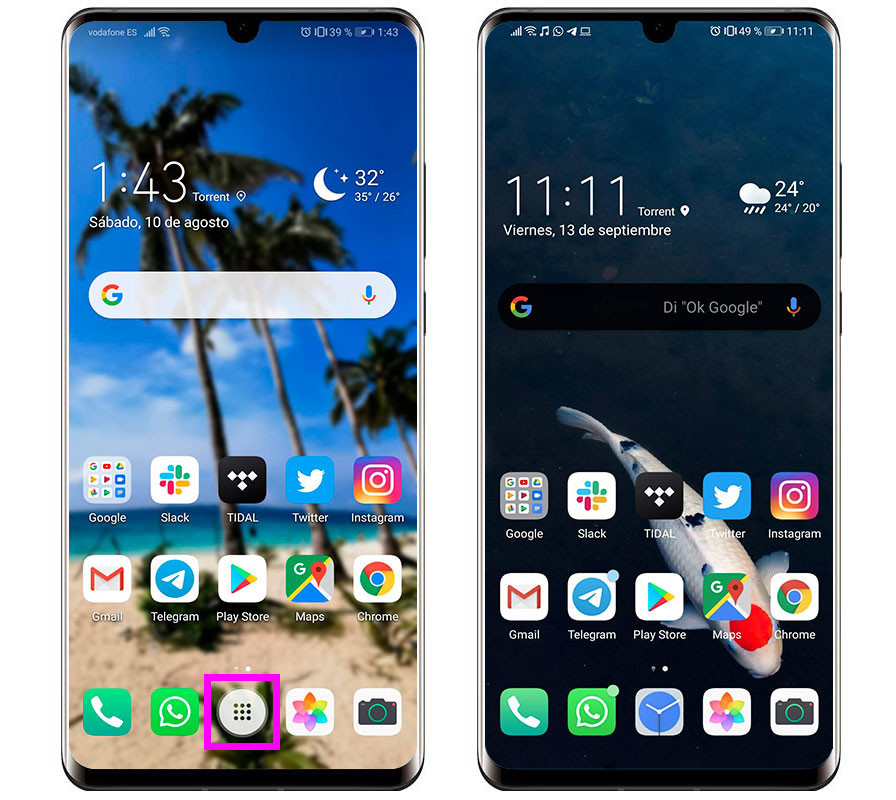 vodafone ES
39 %
1:43
1:43
Torrent
32°
35° / 26°
Sábado, 10 de agosto
Google
Slack
TIDAL
Twitter
Instagram
Gmail
Telegram
Play Store
Maps
Chrome
49 %
11:11
11:11
Torrent
24°
24° / 20°
Viernes, 13 de septiembre
Di "Ok Google"
Google
Slack
TIDAL
Twitter
Instagram
Gmail
Telegram
Play Store
Maps
Chrome